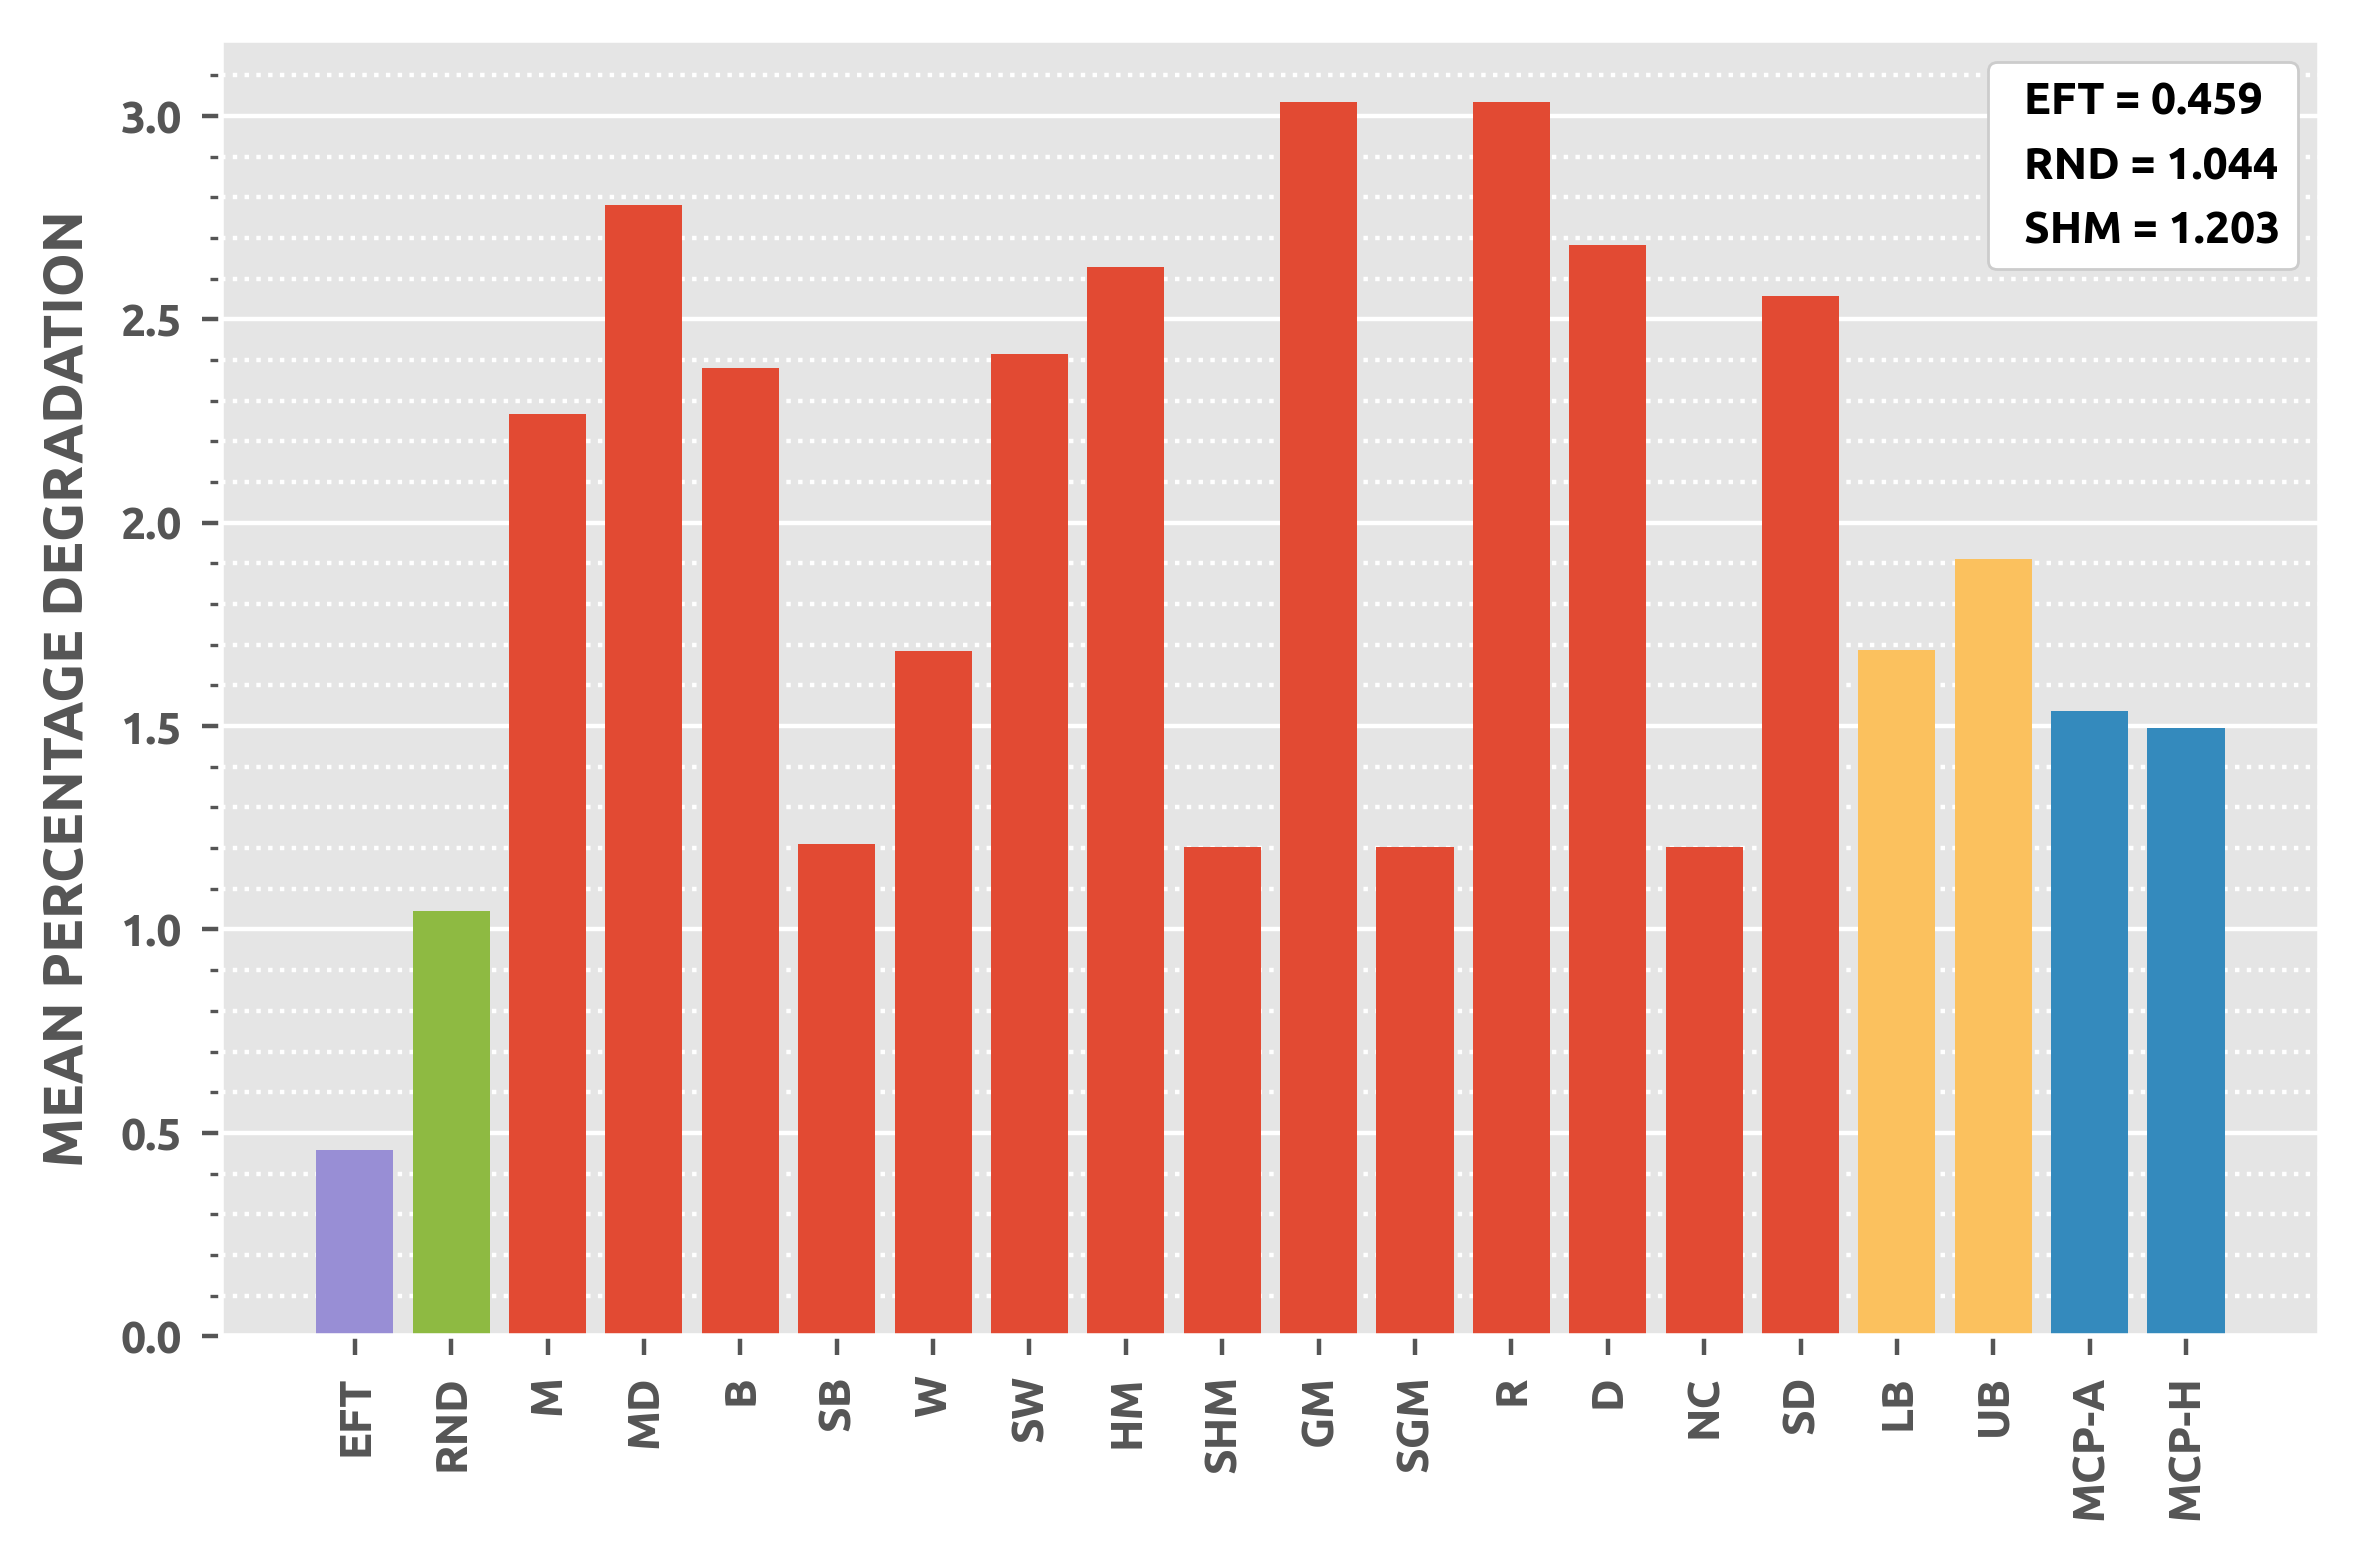 MEAN PERCENTAGE DEGRADATION
3.0
2.5
2.0
1.5
1.0
0.5
0.0
EFT = 0.459
RND = 1.044
SHM = 1.203
EFT
RND
M
MD
B
SB
W
SW
HM
SHM
GM
SGM
R
D
NC
SD
LB
UB
MCP-A
MCP-H